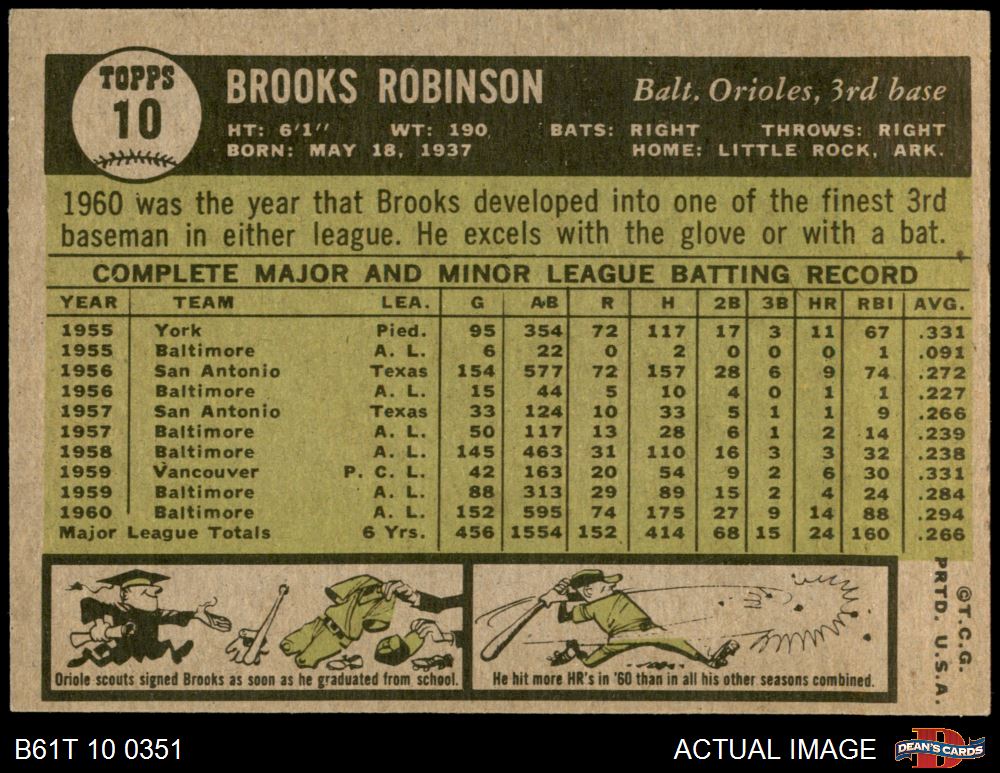 TOPPS
10
BROOKS ROBINSON
Balt. Orioles, 3rd base
HT: 6'1" WT: 190 BATS: RIGHT THROWS: RIGHT
BORN: MAY 18, 1937 HOME: LITTLE ROCK, ARK.
1960 was the year that Brooks developed into one of the finest 3rd
baseman in either league. He excels with the glove or with a bat.
COMPLETE MAJOR AND MINOR LEAGUE BATTING RECORD
YEAR TEAM LEA. G AB R H 2B 3B HR RBI AVG.
1955 York Pied. 95 354 72 117 17 3 11 67 .331
1955 Baltimore A. L. 6 22 0 2 0 0 0 1 .091
1956 San Antonio Texas 154 577 72 157 28 6 9 74 .272
1956 Baltimore A. L. 15 44 5 10 4 0 1 1 .227
1957 San Antonio Texas 33 124 10 33 5 1 1 9 .266
1957 Baltimore A. L. 50 117 13 28 6 1 2 14 .239
1958 Baltimore A. L. 145 463 31 110 16 3 3 32 .238
1959 Vancouver P. C. L. 42 163 20 54 9 2 6 30 .331
1959 Baltimore A. L. 88 313 29 89 15 2 4 24 .284
1960 Baltimore A. L. 152 595 74 175 27 9 14 88 .294
Major League Totals 6 Yrs. 456 1554 152 414 68 15 24 160 .266
Oriole scouts signed Brooks as soon as he graduated from school.
He hit more HR's in '60 than in all his other seasons combined.
©T.C.G.
PRTD. U.S.A.
B61T 10 0351
ACTUAL IMAGE
D
DEAN'S CARDS